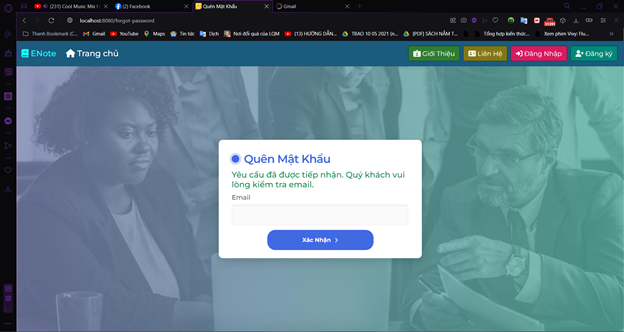 (231) Cool Music Mix
(2) Facebook
Quên Mật Khẩu
Gmail
localhost:8080/forgot-password
Thanh Bookmark (C...
Gmail
YouTube
Maps
Tin tức
Dịch
Nơi đổi quà của LQM
(13) HƯỚNG DẪN...
TBAO 10 05 2021 (n...
(PDF) SÁCH NẤM T...
Tổng hợp kiến thức...
Xem phim Vivy: Flu...
ENote
Trang chủ
Giới Thiệu
Liên Hệ
Đăng Nhập
Đăng ký
Quên Mật Khẩu
Yêu cầu đã được tiếp nhận. Quý khách vui
lòng kiểm tra email.
Email
Xác Nhận